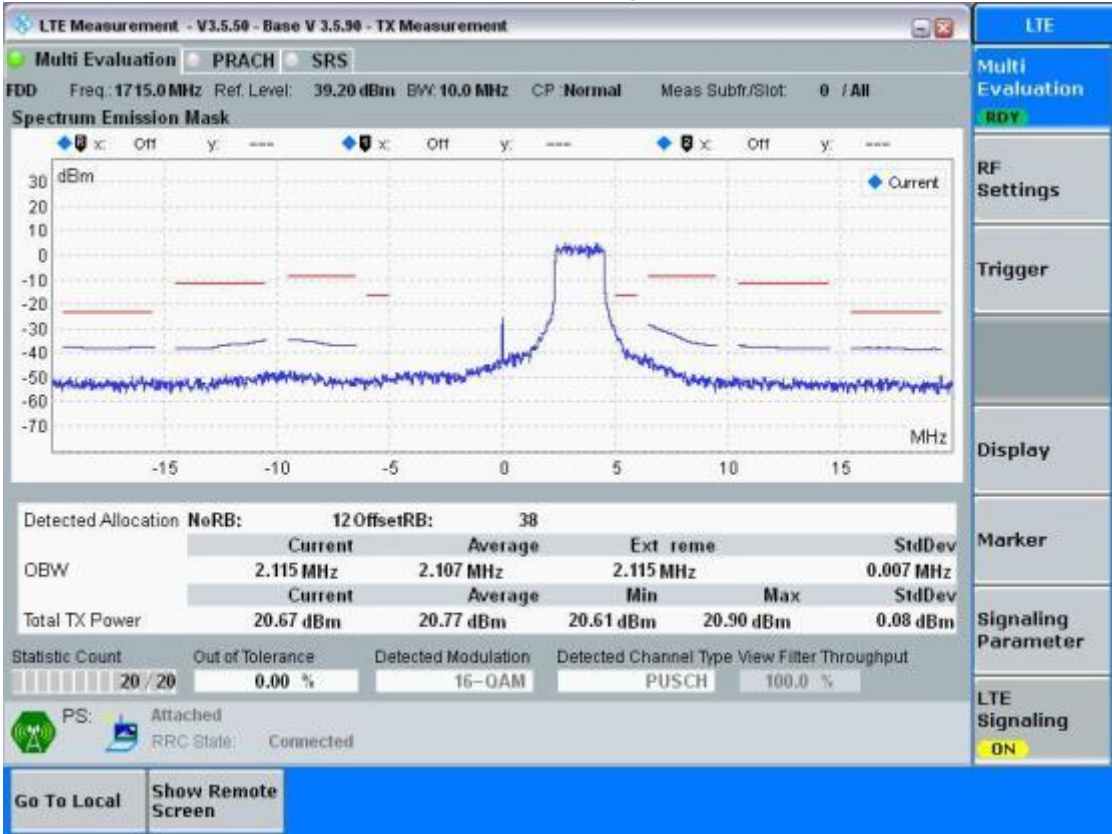 LTE Measurement - V3.5.50 - Base V 3.5.90 - TX Measurement
LTE
Multi Evaluation PRACH SRS
FDD Freq.: 1715.0 MHz Ref. Level: 39.20 dBm BW: 10.0 MHz CP :Normal Meas Subfr./Slot: 0 / All
Multi
Evaluation
RDY
Spectrum Emission Mask
x: Off y: --- x: Off y: --- x: Off y: ---
dBm
Current
30
20
10
0
-10
-20
-30
-40
-50
-60
-70
MHz
-15 -10 -5 0 5 10 15
RF
Settings
Trigger
Display
Marker
Signaling
Parameter
LTE
Signaling
ON
Detected Allocation NoRB: 12 OffsetRB: 38
Current Average Ext reme StdDev
OBW 2.115 MHz 2.107 MHz 2.115 MHz 0.007 MHz
Current Average Min Max StdDev
Total TX Power 20.67 dBm 20.77 dBm 20.61 dBm 20.90 dBm 0.08 dBm
Statistic Count Out of Tolerance Detected Modulation Detected Channel Type View Filter Throughput
20 / 20 0.00 % 16-QAM PUSCH 100.0 %
PS: Attached
RRC State: Connected
Go To Local
Show Remote
Screen